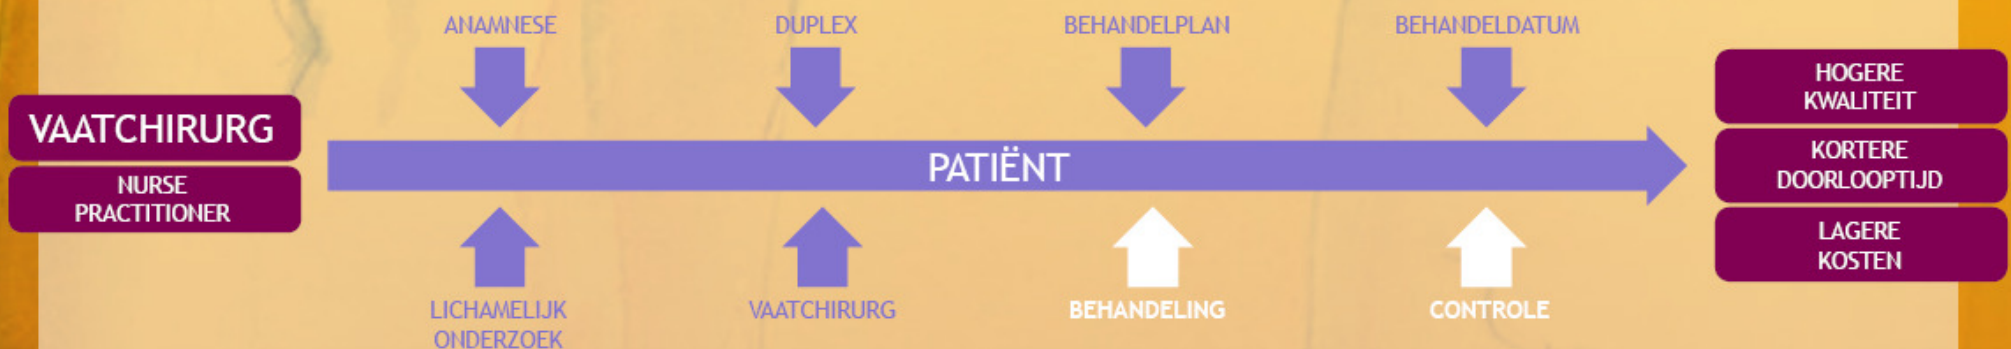 ANAMNESE
DUPLEX
BEHANDELPLAN
BEHANDELDATUM
VAATCHIRURG
NURSE
PRACTITIONER
PATIËNT
HOGERE
KWALITEIT
KORTERE
DOORLOOPTIJD
LAGERE
KOSTEN
LICHAMELIJK
ONDERZOEK
VAATCHIRURG
BEHANDELING
CONTROLE